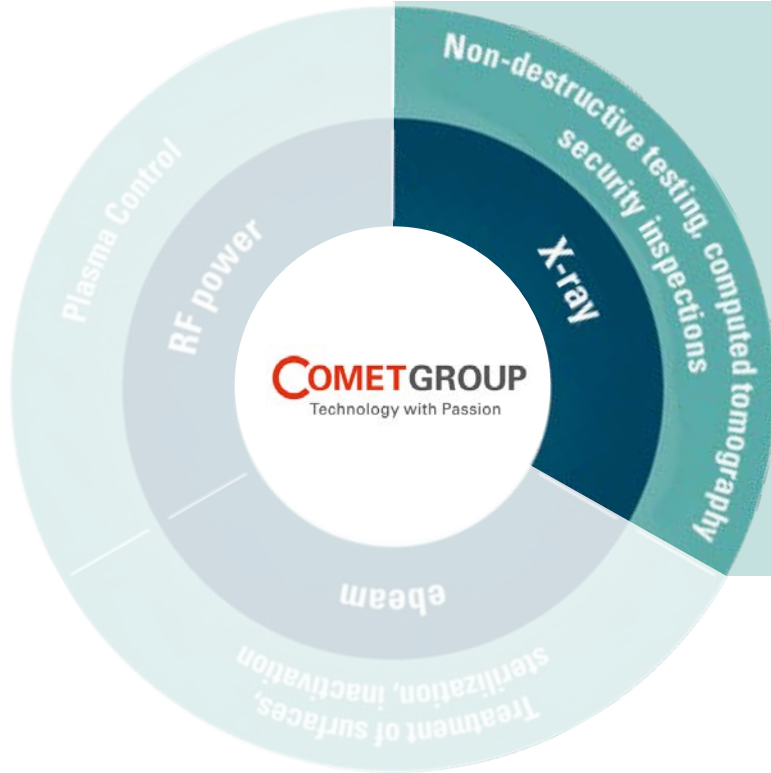 Non-destructive testing, computed tomography
security inspections
X-ray
Plasma Control
RF power
COMETGROUP
Technology with Passion
ebeam
Treatment of surfaces,
sterilization, inactivation